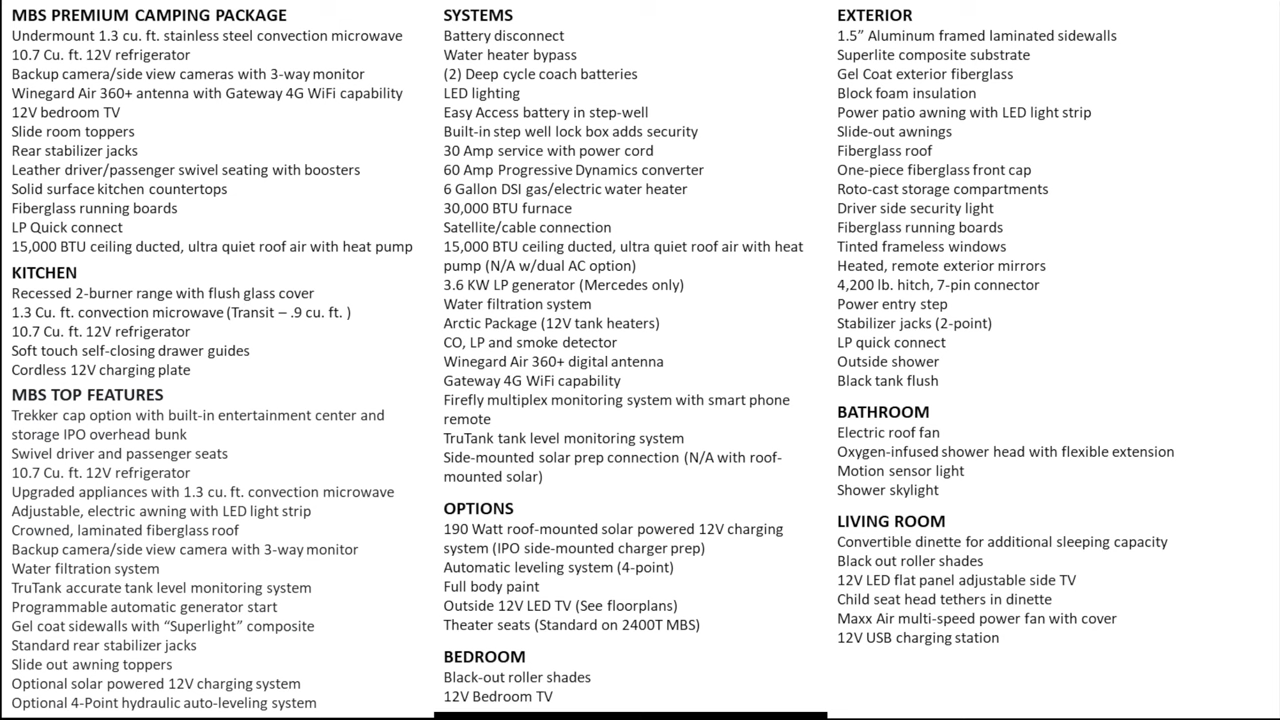 MBS PREMIUM CAMPING PACKAGE
Undermount 1.3 cu. ft. stainless steel convection microwave
10.7 Cu. ft. 12V refrigerator
Backup camera/side view cameras with 3-way monitor
Winegard Air 360+ antenna with Gateway 4G WiFi capability
12V bedroom TV
Slide room toppers
Rear stabilizer jacks
Leather driver/passenger swivel seating with boosters
Solid surface kitchen countertops
Fiberglass running boards
LP Quick connect
15,000 BTU ceiling ducted, ultra quiet roof air with heat pump
KITCHEN
Recessed 2-burner range with flush glass cover
1.3 Cu. ft. convection microwave (Transit – .9 cu. ft. )
10.7 Cu. ft. 12V refrigerator
Soft touch self-closing drawer guides
Cordless 12V charging plate
MBS TOP FEATURES
Trekker cap option with built-in entertainment center and
storage IPO overhead bunk
Swivel driver and passenger seats
10.7 Cu. ft. 12V refrigerator
Upgraded appliances with 1.3 cu. ft. convection microwave
Adjustable, electric awning with LED light strip
Crowned, laminated fiberglass roof
Backup camera/side view camera with 3-way monitor
Water filtration system
TruTank accurate tank level monitoring system
Programmable automatic generator start
Gel coat sidewalls with “Superlight” composite
Standard rear stabilizer jacks
Slide out awning toppers
Optional solar powered 12V charging system
Optional 4-Point hydraulic auto-leveling system
SYSTEMS
Battery disconnect
Water heater bypass
(2) Deep cycle coach batteries
LED lighting
Easy Access battery in step-well
Built-in step well lock box adds security
30 Amp service with power cord
60 Amp Progressive Dynamics converter
6 Gallon DSI gas/electric water heater
30,000 BTU furnace
Satellite/cable connection
15,000 BTU ceiling ducted, ultra quiet roof air with heat
pump (N/A w/dual AC option)
3.6 KW LP generator (Mercedes only)
Water filtration system
Arctic Package (12V tank heaters)
CO, LP and smoke detector
Winegard Air 360+ digital antenna
Gateway 4G WiFi capability
Firefly multiplex monitoring system with smart phone
remote
TruTank tank level monitoring system
Side-mounted solar prep connection (N/A with roof-
mounted solar)
OPTIONS
190 Watt roof-mounted solar powered 12V charging
system (IPO side-mounted charger prep)
Automatic leveling system (4-point)
Full body paint
Outside 12V LED TV (See floorplans)
Theater seats (Standard on 2400T MBS)
BEDROOM
Black-out roller shades
12V Bedroom TV
EXTERIOR
1.5” Aluminum framed laminated sidewalls
Superlite composite substrate
Gel Coat exterior fiberglass
Block foam insulation
Power patio awning with LED light strip
Slide-out awnings
Fiberglass roof
One-piece fiberglass front cap
Roto-cast storage compartments
Driver side security light
Fiberglass running boards
Tinted frameless windows
Heated, remote exterior mirrors
4,200 lb. hitch, 7-pin connector
Power entry step
Stabilizer jacks (2-point)
LP quick connect
Outside shower
Black tank flush
BATHROOM
Electric roof fan
Oxygen-infused shower head with flexible extension
Motion sensor light
Shower skylight
LIVING ROOM
Convertible dinette for additional sleeping capacity
Black out roller shades
12V LED flat panel adjustable side TV
Child seat head tethers in dinette
Maxx Air multi-speed power fan with cover
12V USB charging station